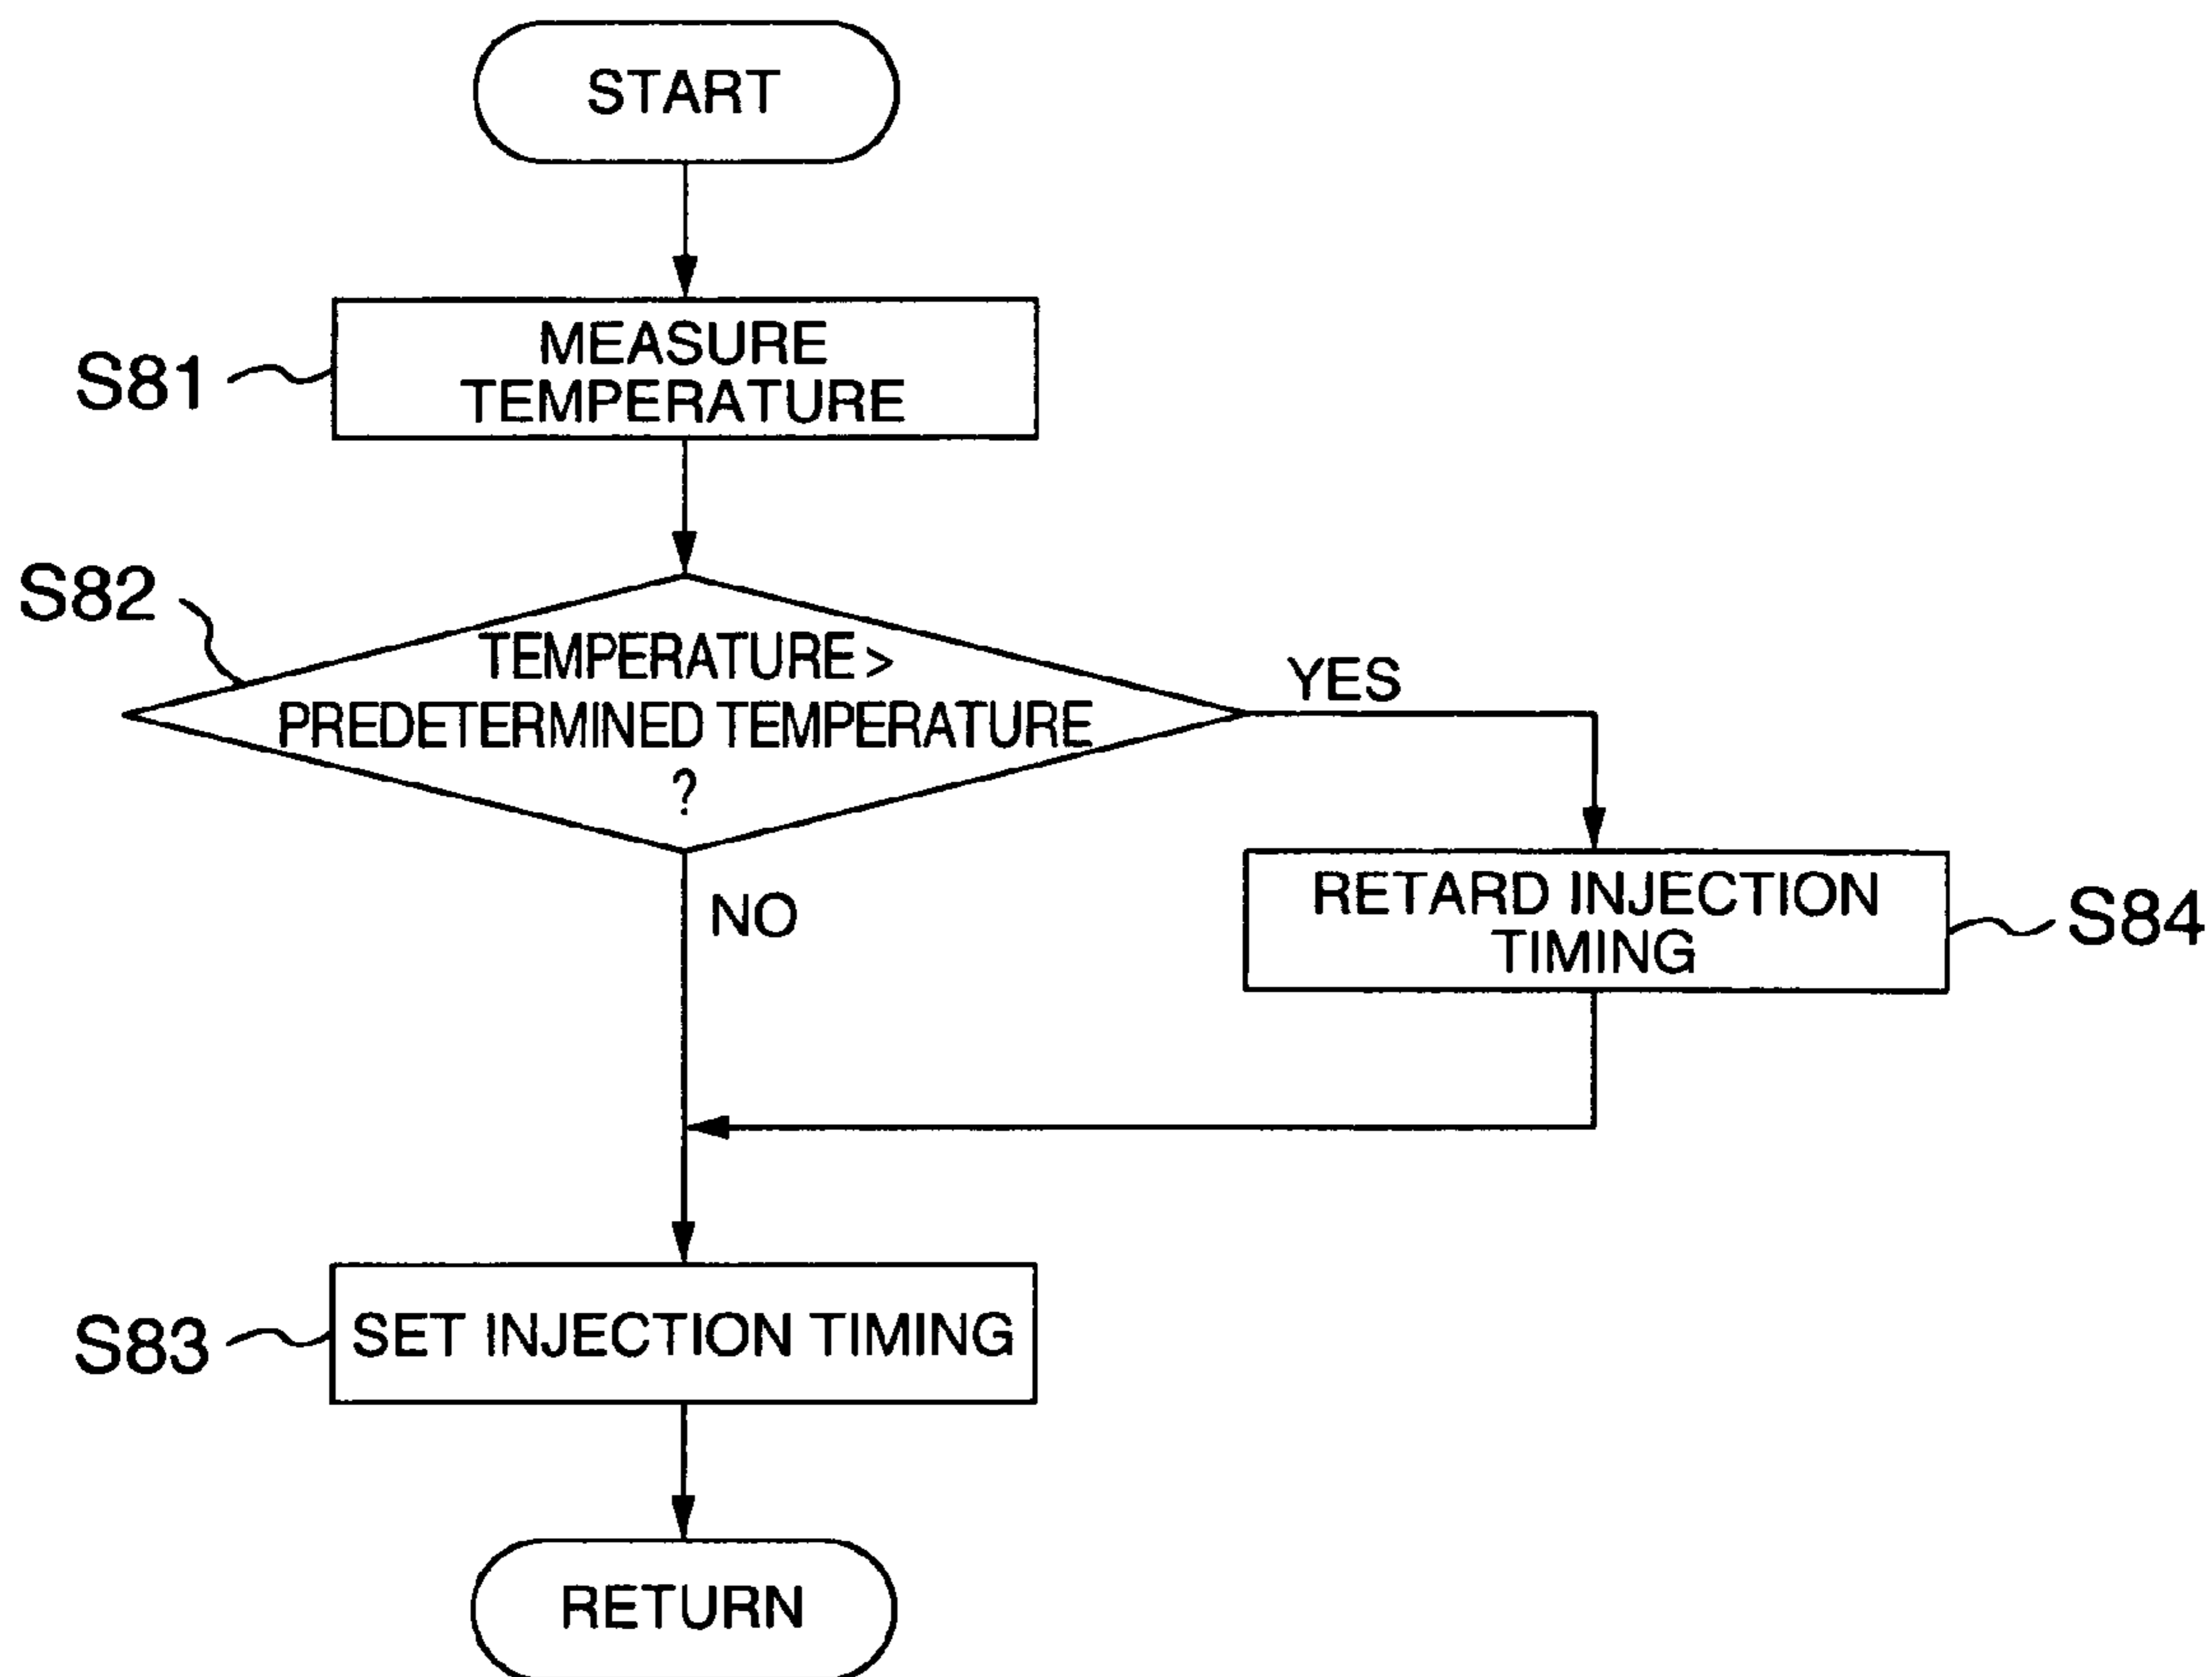 START
S81
MEASURE
TEMPERATURE
S82
TEMPERATURE >
PREDETERMINED TEMPERATURE
?
YES
NO
RETARD INJECTION
TIMING
S84
S83
SET INJECTION TIMING
RETURN